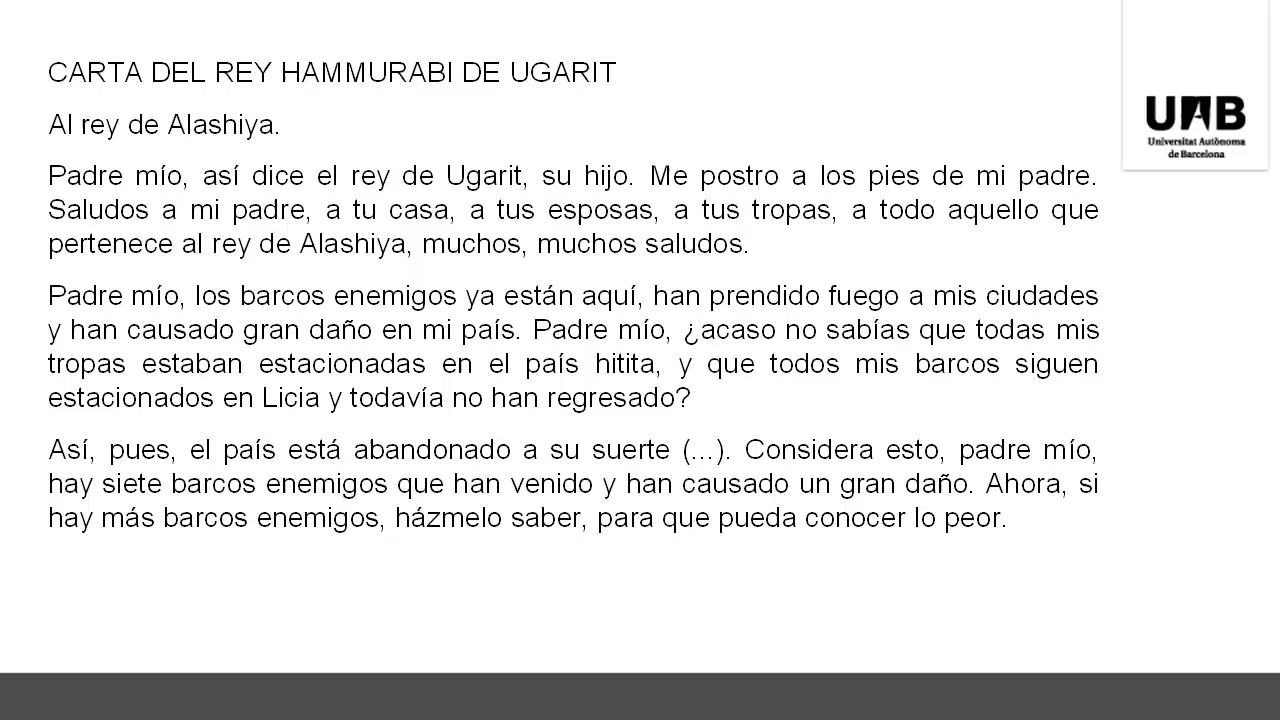 CARTA DEL REY HAMMURABI DE UGARIT
Al rey de Alashiya.
Padre mío, así dice el rey de Ugarit, su hijo. Me postro a los pies de mi padre.
Saludos a mi padre, a tu casa, a tus esposas, a tus tropas, a todo aquello que
pertenece al rey de Alashiya, muchos, muchos saludos.
Padre mío, los barcos enemigos ya están aquí, han prendido fuego a mis ciudades
y han causado gran daño en mi país. Padre mío, ¿acaso no sabías que todas mis
tropas estaban estacionadas en el país hitita, y que todos mis barcos siguen
estacionados en Licia y todavía no han regresado?
Así, pues, el país está abandonado a su suerte (...). Considera esto, padre mío,
hay siete barcos enemigos que han venido y han causado un gran daño. Ahora, si
hay más barcos enemigos, házmelo saber, para que pueda conocer lo peor.
UAB
Universitat Autònoma
de Barcelona